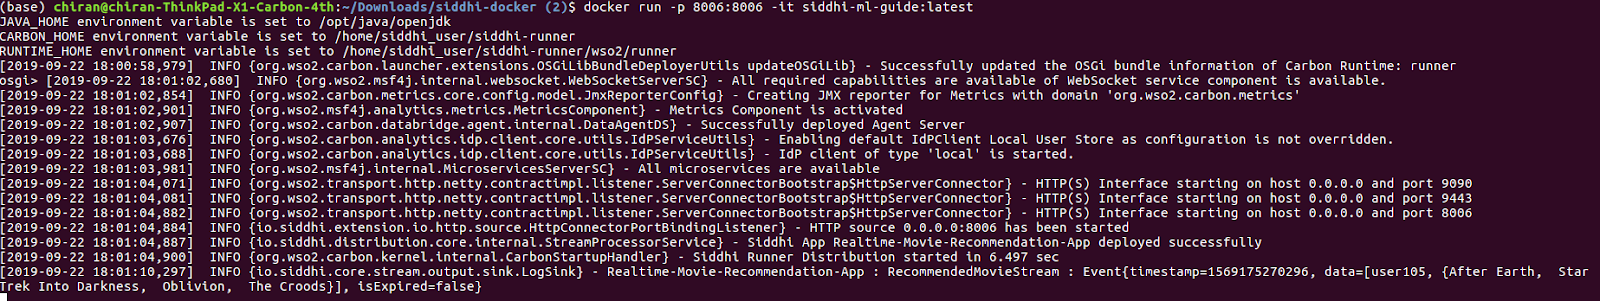 (base) chiran@chiran-ThinkPad-X1-Carbon-4th:~/Downloads/siddhi-docker (2)$ docker run -p 8006:8006 -it siddhi-ml-guide:latest
JAVA_HOME environment variable is set to /opt/java/openjdk
CARBON_HOME environment variable is set to /home/siddhi_user/siddhi-runner
RUNTIME_HOME environment variable is set to /home/siddhi_user/siddhi-runner/wso2/runner
[2019-09-22 18:00:58,979]  INFO {org.wso2.carbon.launcher.extensions.OSGiLibBundleDeployerUtils updateOSGiLib} - Successfully updated the OSGi bundle information of Carbon Runtime: runner
osgi> [2019-09-22 18:01:02,680]  INFO {org.wso2.msf4j.internal.websocket.WebSocketServerSC} - All required capabilities are available of WebSocket service component is available.
[2019-09-22 18:01:02,854]  INFO {org.wso2.carbon.metrics.core.config.model.JmxReporterConfig} - Creating JMX reporter for Metrics with domain 'org.wso2.carbon.metrics'
[2019-09-22 18:01:02,901]  INFO {org.wso2.msf4j.analytics.metrics.MetricsComponent} - Metrics Component is activated
[2019-09-22 18:01:02,907]  INFO {org.wso2.carbon.databridge.agent.internal.DataAgentDS} - Successfully deployed Agent Server
[2019-09-22 18:01:03,676]  INFO {org.wso2.carbon.analytics.idp.client.core.utils.IdPServiceUtils} - Enabling default IdPClient Local User Store as configuration is not overridden.
[2019-09-22 18:01:03,688]  INFO {org.wso2.carbon.analytics.idp.client.core.utils.IdPServiceUtils} - IdP client of type 'local' is started.
[2019-09-22 18:01:03,981]  INFO {org.wso2.msf4j.internal.MicroservicesServerSC} - All microservices are available
[2019-09-22 18:01:04,071]  INFO {org.wso2.transport.http.netty.contractimpl.listener.ServerConnectorBootstrap$HttpServerConnector} - HTTP(S) Interface starting on host 0.0.0.0 and port 9090
[2019-09-22 18:01:04,081]  INFO {org.wso2.transport.http.netty.contractimpl.listener.ServerConnectorBootstrap$HttpServerConnector} - HTTP(S) Interface starting on host 0.0.0.0 and port 9443
[2019-09-22 18:01:04,882]  INFO {org.wso2.transport.http.netty.contractimpl.listener.ServerConnectorBootstrap$HttpServerConnector} - HTTP(S) Interface starting on host 0.0.0.0 and port 8006
[2019-09-22 18:01:04,884]  INFO {io.siddhi.extension.io.http.source.HttpConnectorPortBindingListener} - HTTP source 0.0.0.0:8006 has been started
[2019-09-22 18:01:04,887]  INFO {io.siddhi.distribution.core.internal.StreamProcessorService} - Siddhi App Realtime-Movie-Recommendation-App deployed successfully
[2019-09-22 18:01:04,900]  INFO {org.wso2.carbon.kernel.internal.CarbonStartupHandler} - Siddhi Runner Distribution started in 6.497 sec
[2019-09-22 18:01:10,297]  INFO {io.siddhi.core.stream.output.sink.LogSink} - Realtime-Movie-Recommendation-App : RecommendedMovieStream : Event{timestamp=1569175270296, data=[user105, {After Earth,  Star
Trek Into Darkness,  Oblivion,  The Croods}], isExpired=false}